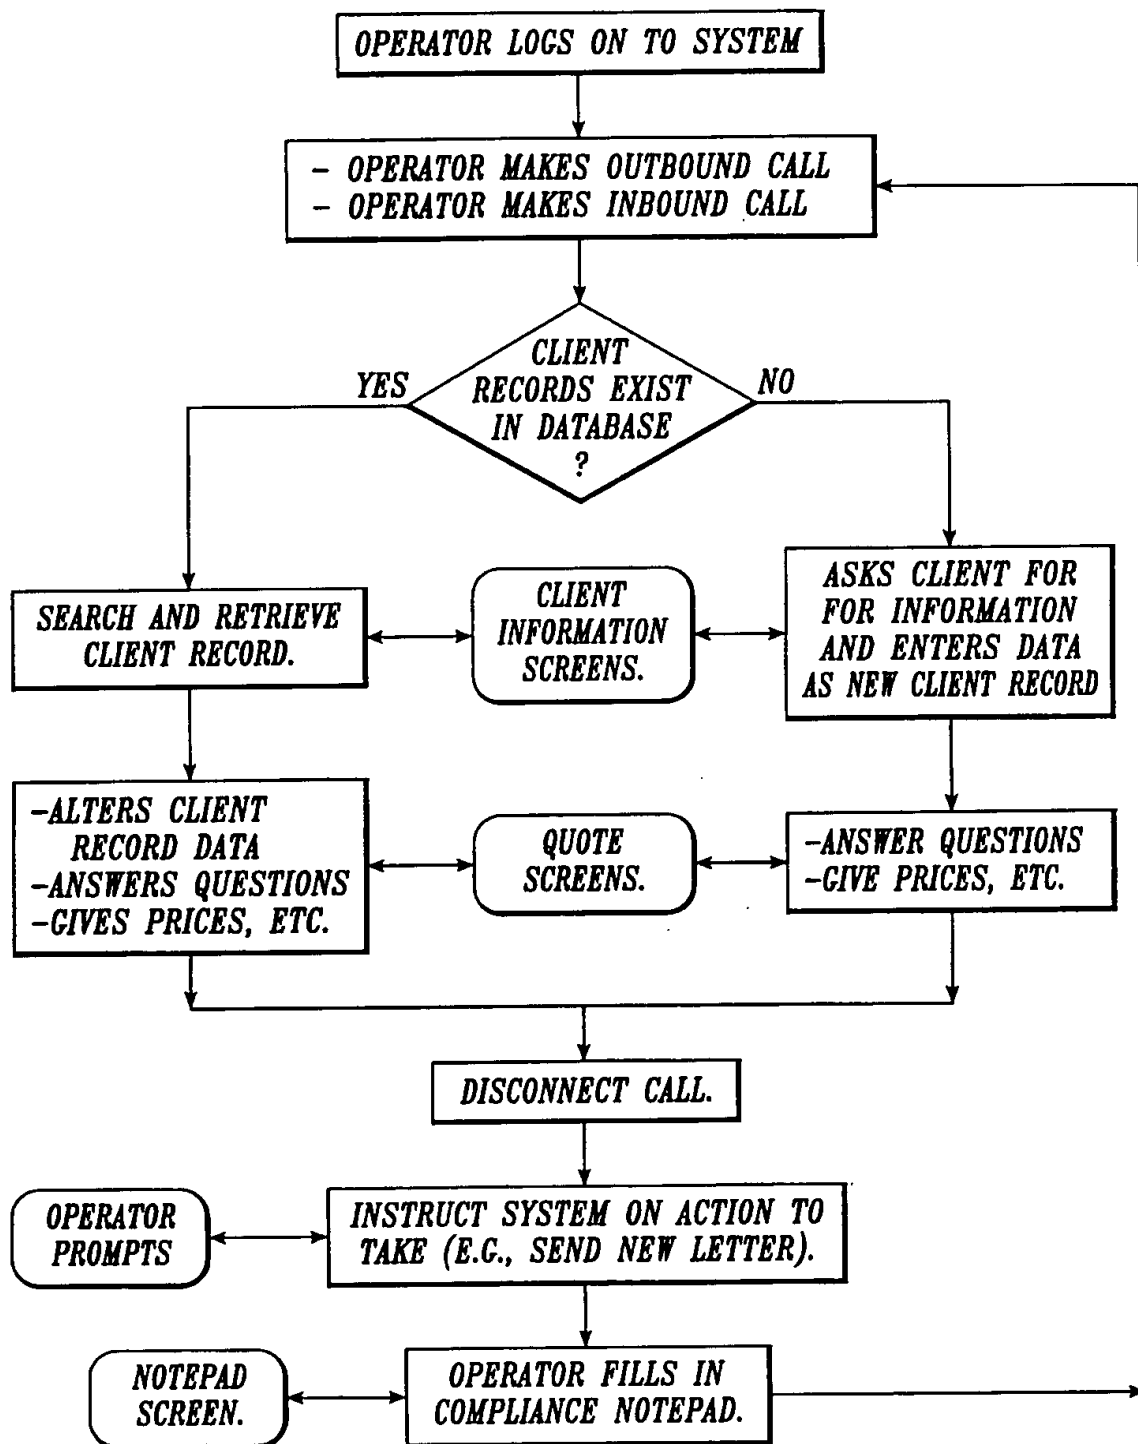 OPERATOR LOGS ON TO SYSTEM
- OPERATOR MAKES OUTBOUND CALL
- OPERATOR MAKES INBOUND CALL
CLIENT
RECORDS EXIST
IN DATABASE
?
YES
NO
SEARCH AND RETRIEVE
CLIENT RECORD.
CLIENT
INFORMATION
SCREENS.
ASKS CLIENT FOR
FOR INFORMATION
AND ENTERS DATA
AS NEW CLIENT RECORD
-ALTERS CLIENT
RECORD DATA
-ANSWERS QUESTIONS
-GIVES PRICES, ETC.
QUOTE
SCREENS.
-ANSWER QUESTIONS
-GIVE PRICES, ETC.
DISCONNECT CALL.
OPERATOR
PROMPTS
INSTRUCT SYSTEM ON ACTION TO
TAKE (E.G., SEND NEW LETTER).
NOTEPAD
SCREEN.
OPERATOR FILLS IN
COMPLIANCE NOTEPAD.